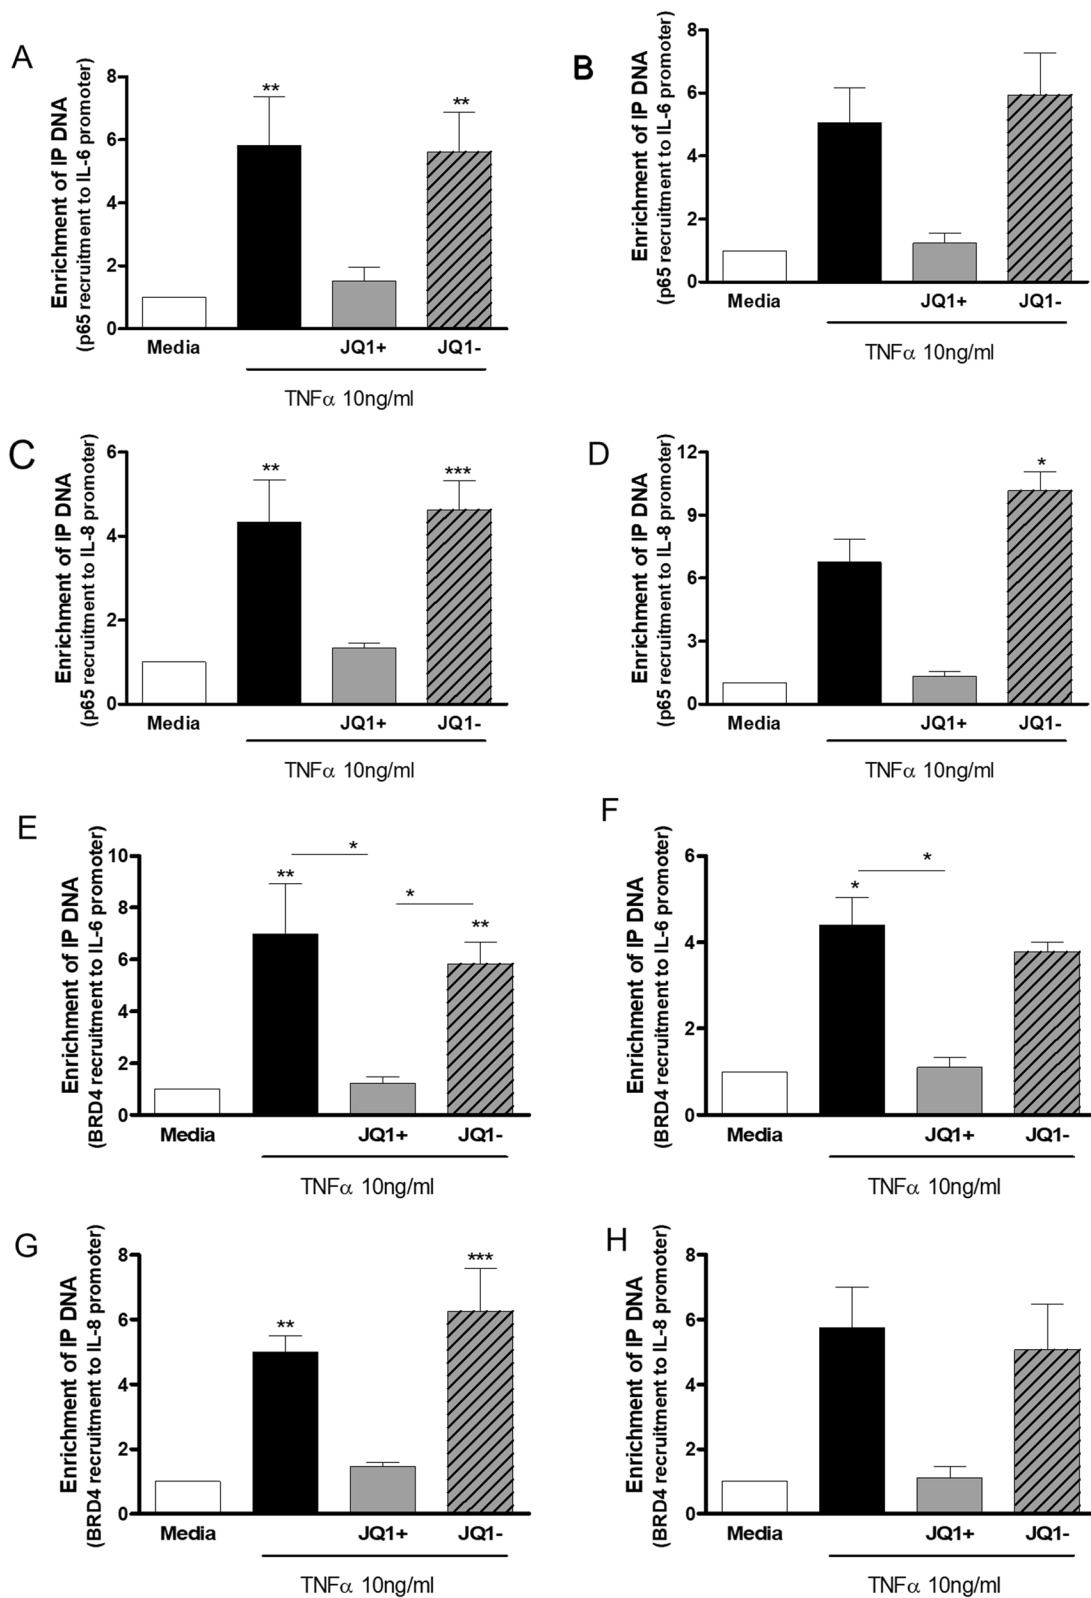 A
Enrichment of IP DNA
(p65 recruitment to IL-6 promoter)
8
6
4
2
0
**
**
Media
JQ1+
JQ1-
TNFα 10ng/ml
B
Enrichment of IP DNA
(p65 recruitment to IL-6 promoter)
8
6
4
2
0
Media
JQ1+
JQ1-
TNFα 10ng/ml
C
Enrichment of IP DNA
(p65 recruitment to IL-8 promoter)
6
4
2
0
**
***
Media
JQ1+
JQ1-
TNFα 10ng/ml
D
Enrichment of IP DNA
(p65 recruitment to IL-8 promoter)
12
9
6
3
0
*
Media
JQ1+
JQ1-
TNFα 10ng/ml
E
Enrichment of IP DNA
(BRD4 recruitment to IL-6 promoter)
10
8
6
4
2
0
*
**
*
**
Media
JQ1+
JQ1-
TNFα 10ng/ml
F
Enrichment of IP DNA
(BRD4 recruitment to IL-6 promoter)
6
4
2
0
*
*
Media
JQ1+
JQ1-
TNFα 10ng/ml
G
Enrichment of IP DNA
(BRD4 recruitment to IL-8 promoter)
8
6
4
2
0
**
***
Media
JQ1+
JQ1-
TNFα 10ng/ml
H
Enrichment of IP DNA
(BRD4 recruitment to IL-8 promoter)
8
6
4
2
0
Media
JQ1+
JQ1-
TNFα 10ng/ml